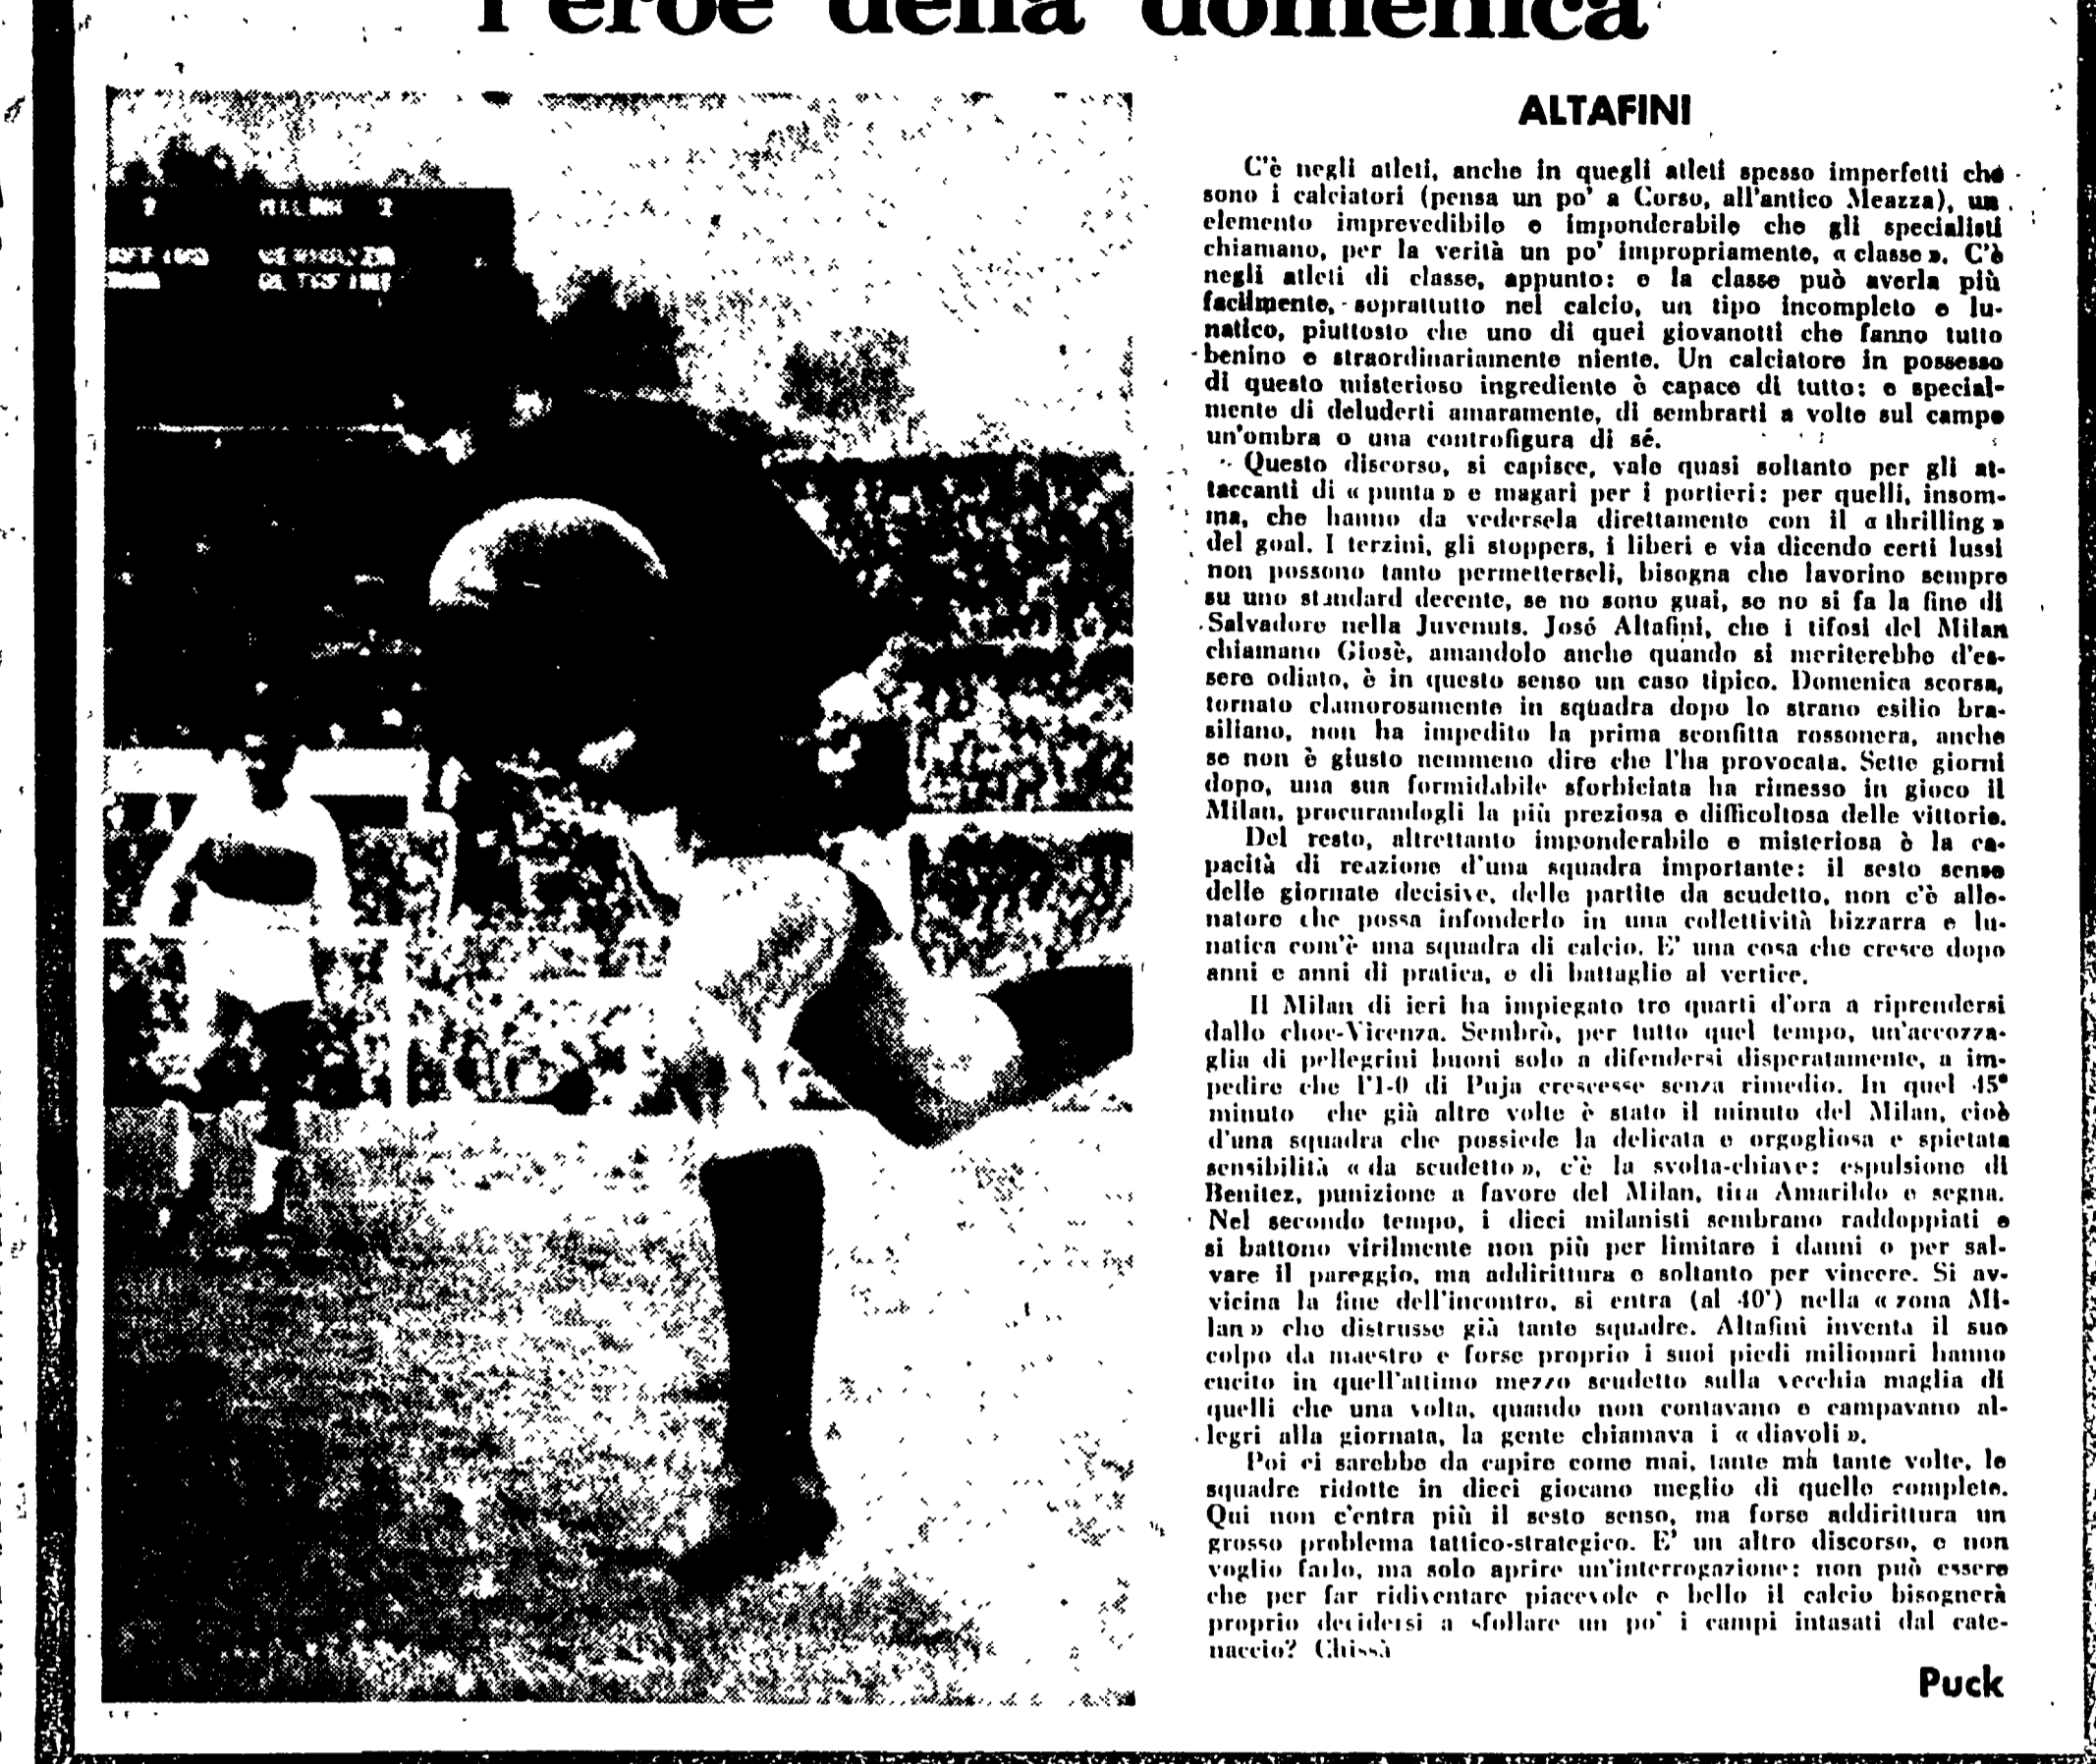 l'eroe della domenica
MILAN 2
ALTAFINI
C'è negli atleti, anche in quegli atleti spesso imperfetti che
sono i calciatori (pensa un po' a Corso, all'antico Meazza), un
elemento imprevedibile e imponderabile che gli specialisti
chiamano, per la verità un po' impropriamente, « classe ». C'è
negli atleti di classe, appunto: e la classe può averla più
facilmente, soprattutto nel calcio, un tipo incompleto e lu-
natico, piuttosto che uno di quei giovanotti che fanno tutto
benino e straordinariamente niente. Un calciatore in possesso
di questo misterioso ingrediente è capace di tutto: e special-
mente di deluderti amaramente, di sembrarti a volte sul campo
un'ombra o una controfigura di sé.
Questo discorso, si capisce, vale quasi soltanto per gli at-
taccanti di « punta » e magari per i portieri: per quelli, insom-
ma, che hanno da vedersela direttamente con il « thrilling »
del goal. I terzini, gli stoppers, i liberi e via dicendo certi lussi
non possono tanto permetterseli, bisogna che lavorino sempre
su uno standard decente, se no sono guai, se no si fa la fine di
Salvadore nella Juvenuts. José Altafini, che i tifosi del Milan
chiamano Giosè, amandolo anche quando si meriterebbe d'es-
sere odiato, è in questo senso un caso tipico. Domenica scorsa,
tornato clamorosamente in squadra dopo lo strano esilio bra-
siliano, non ha impedito la prima sconfitta rossonera, anche
se non è giusto nemmeno dire che l'ha provocata. Sette giorni
dopo, una sua formidabile sforbiciata ha rimesso in gioco il
Milan, procurandogli la più preziosa e difficoltosa delle vittorie.
Del resto, altrettanto imponderabile e misteriosa è la ca-
pacità di reazione d'una squadra importante: il sesto senso
delle giornate decisive, delle partite da scudetto, non c'è alle-
natore che possa infonderlo in una collettività bizzarra e lu-
natica com'è una squadra di calcio. E' una cosa che cresce dopo
anni e anni di pratica, e di battaglie al vertice.
Il Milan di ieri ha impiegato tre quarti d'ora a riprendersi
dallo choc-Vicenza. Sembrò, per tutto quel tempo, un'accozza-
glia di pellegrini buoni solo a difendersi disperatamente, a im-
pedire che l'1-0 di Puja crescesse senza rimedio. In quel 45º
minuto che già altre volte è stato il minuto del Milan, cioè
d'una squadra che possiede la delicata e orgogliosa e spietata
sensibilità « da scudetto », c'è la svolta-chiave: espulsione di
Benitez, punizione a favore del Milan, tira Amarildo e segna.
Nel secondo tempo, i dieci milanisti sembrano raddoppiati e
si battono virilmente non più per limitare i danni o per sal-
vare il pareggio, ma addirittura e soltanto per vincere. Si av-
vicina la fine dell'incontro, si entra (al 40') nella « zona Mi-
lan » che distrusse già tante squadre. Altafini inventa il suo
colpo da maestro e forse proprio i suoi piedi milionari hanno
cucito in quell'attimo mezzo scudetto sulla vecchia maglia di
quelli che una volta, quando non contavano e campavano al-
legri alla giornata, la gente chiamava i « diavoli ».
Poi ci sarebbe da capire come mai, tante ma tante volte, le
squadre ridotte in dieci giocano meglio di quelle complete.
Qui non c'entra più il sesto senso, ma forse addirittura un
grosso problema tattico-strategico. E' un altro discorso, e non
voglio farlo, ma solo aprire un'interrogazione: non può essere
che per far ridiventare piacevole e bello il calcio bisognerà
proprio decidersi a sfollare un po' i campi intasati dal cate-
naccio? Chissà
Puck